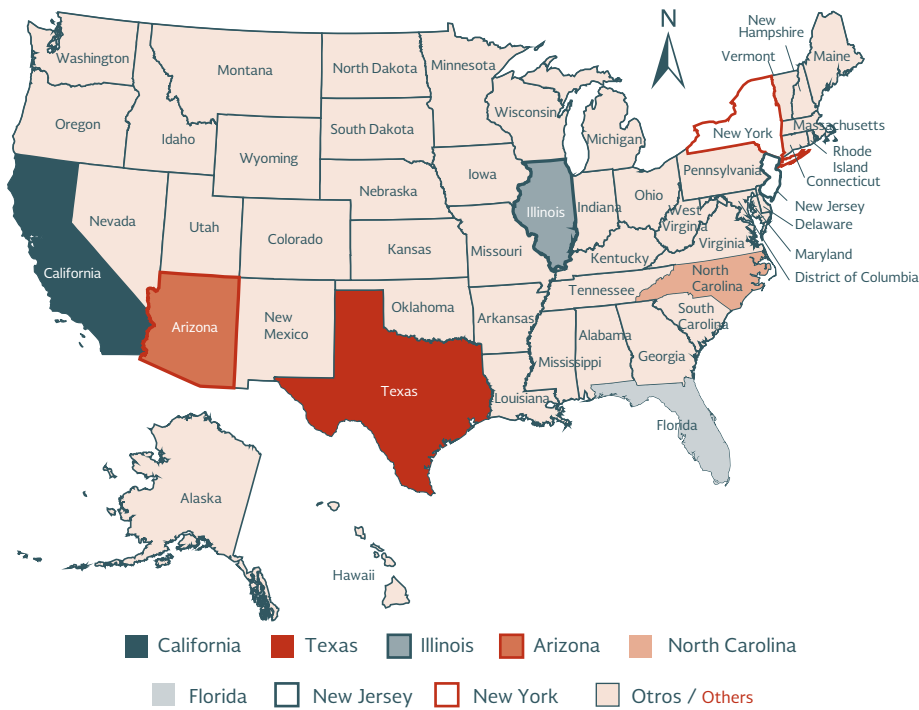 N
New
Hampshire
Vermont
Maine
Washington
Montana
North Dakota
Minnesota
Oregon
Idaho
Wyoming
South Dakota
Wisconsin
Michigan
New York
Massachusetts
Rhode
Island
Connecticut
Nebraska
Iowa
Pennsylvania
New Jersey
Delaware
Maryland
District of Columbia
Nevada
Utah
Colorado
Kansas
Missouri
Illinois
Indiana
Ohio
West
Virginia
Virginia
Kentucky
California
Arizona
New
Mexico
Oklahoma
Arkansas
Tennessee
North
Carolina
South
Carolina
Texas
Louisiana
Mississippi
Alabama
Georgia
Florida
Alaska
Hawaii
California
Texas
Illinois
Arizona
North Carolina
Florida
New Jersey
New York
Otros / Others